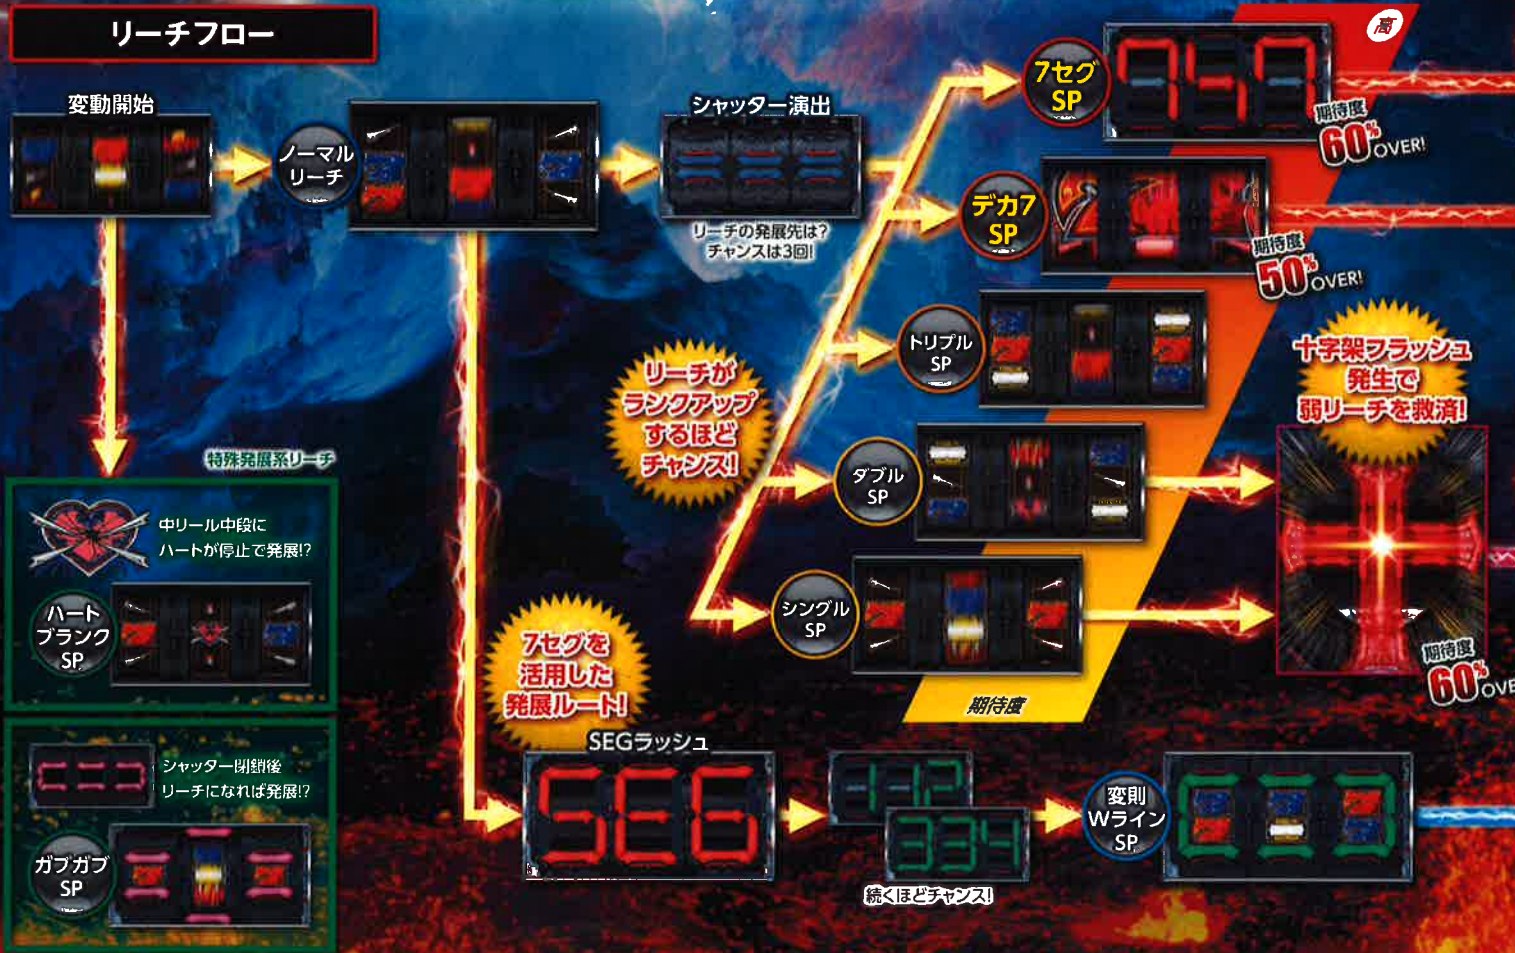 リーチフロー
高
変動開始
ノーマル
リーチ
シャッター演出
リーチの発展先は?
チャンスは3回!
7セグ
SP
期待度
60%OVER!
デカ7
SP
期待度
50%OVER!
トリプル
SP
リーチが
ランクアップ
するほど
チャンス!
十字架フラッシュ
発生で
弱リーチを救済!
ダブル
SP
シングル
SP
期待度
60%OVE
期待度
特殊発展系リーチ
中リール中段に
ハートが停止で発展!?
ハート
ブランク
SP
シャッター閉鎖後
リーチになれば発展!?
ガブガブ
SP
7セグを
活用した
発展ルート!
SEGラッシュ
SEG
112
334
続くほどチャンス!
変則
Wライン
SP